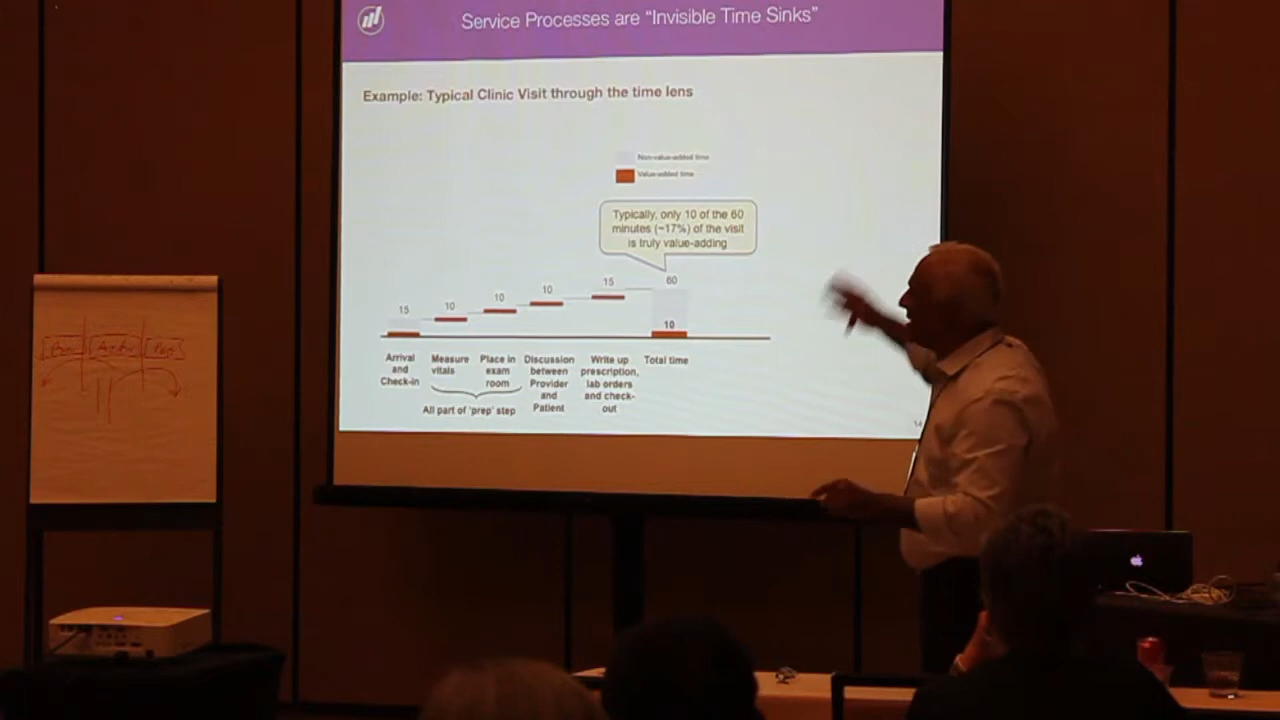 Service Processes are “Invisible Time Sinks”
Example: Typical Clinic Visit through the time lens
Non-value-added time
Value-added time
Typically, only 10 of the 60
minutes (~17%) of the visit
is truly value-adding
15
10
10
10
15
60
10
Arrival
and
Check-in
Measure
vitals
Place in
exam
room
Discussion
between
Provider
and
Patient
Write up
prescription,
lab orders
and check-
out
Total time
All part of 'prep' step
14